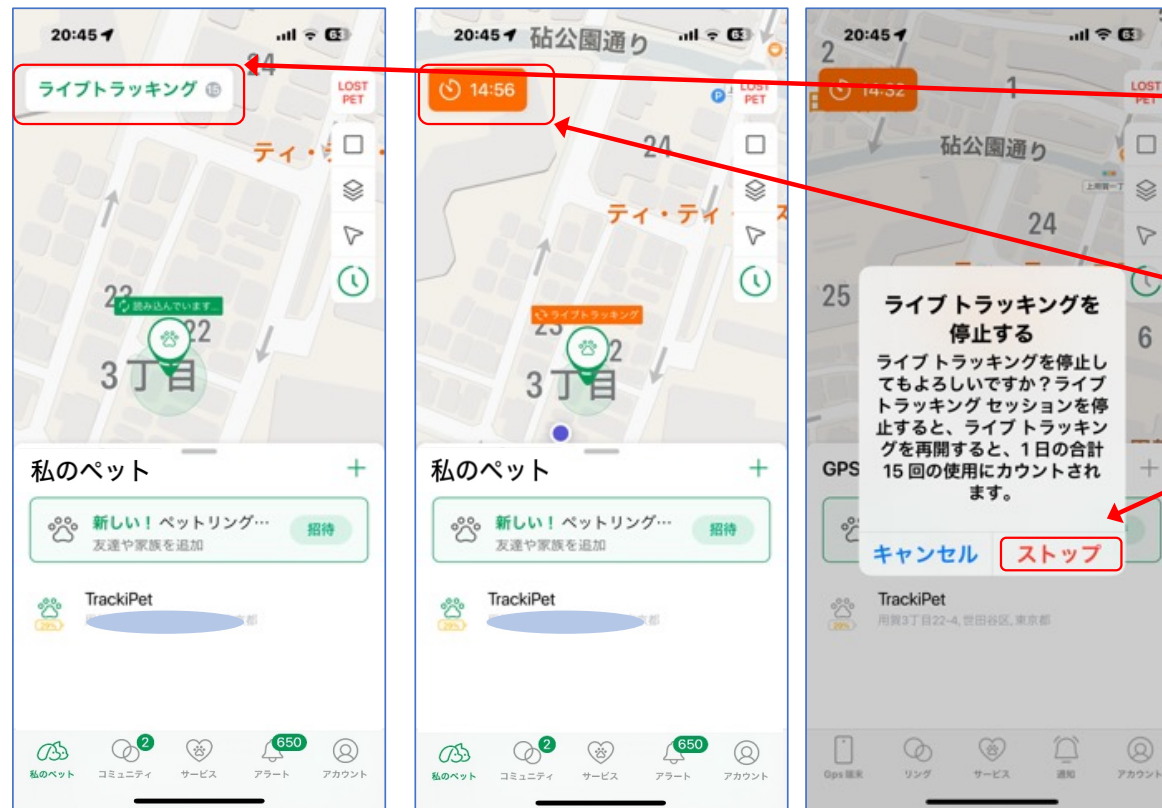 20:45
24
ライブトラッキング 15
LOST
PET
ティ・
読み込んでいます...
22
3丁目
私のペット
+
新しい！ ペットリング…
友達や家族を追加
招待
TrackiPet
29%
都
2
650
私のペット
コミュニティ
サービス
アラート
アカウント
20:45
砧公園通り
14:56
P
LOST
PET
24
ティ・ティ
ライブトラッキング
3丁目
私のペット
+
新しい！ ペットリング…
友達や家族を追加
招待
TrackiPet
29%
都
2
650
私のペット
コミュニティ
サービス
アラート
アカウント
20:45
2
14:32
1
LOST
PET
砧公園通り
24
25
6
ライブ トラッキングを
停止する
ライブ トラッキングを停止し
てもよろしいですか？ライブ
トラッキング セッションを停
止すると、ライブ トラッキン
グを再開すると、1日の合計
15 回の使用にカウントされ
ます。
キャンセル
ストップ
GPS
+
TrackiPet
29%
用賀3丁目22-4, 世田谷区, 東京都
Gps 端末
リング
サービス
通知
アカウント